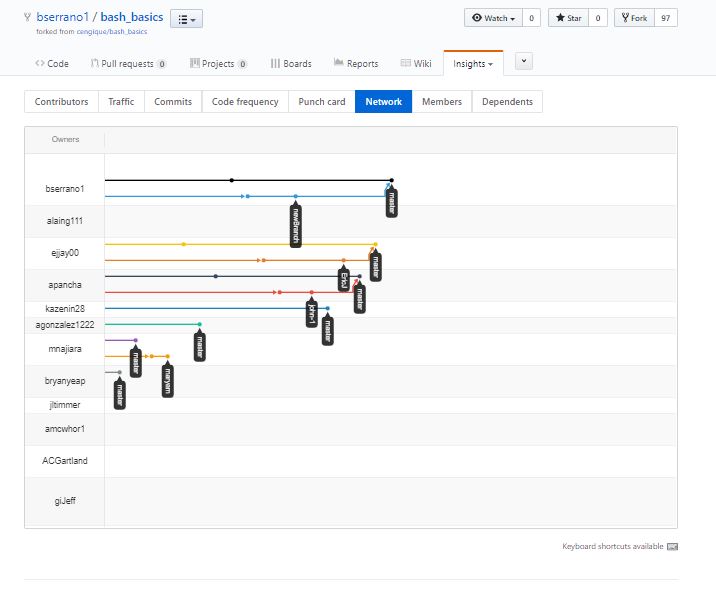 bserrano1 / bash_basics
Watch 0 Star 0 Fork 97
forked from cengique/bash_basics
Code Pull requests 0 Projects 0 Boards Reports Wiki Insights
Contributors Traffic Commits Code frequency Punch card Network Members Dependents
Owners
bserrano1
master
alaing111
newBranch
ejjay00
master
apancha
EricJ
master
kazenin28
john-1
master
agonzalez1222
master
mnajiara
master
maryam
bryanyeap
master
jltimmer
amcwhor1
ACGartland
giJeff
Keyboard shortcuts available